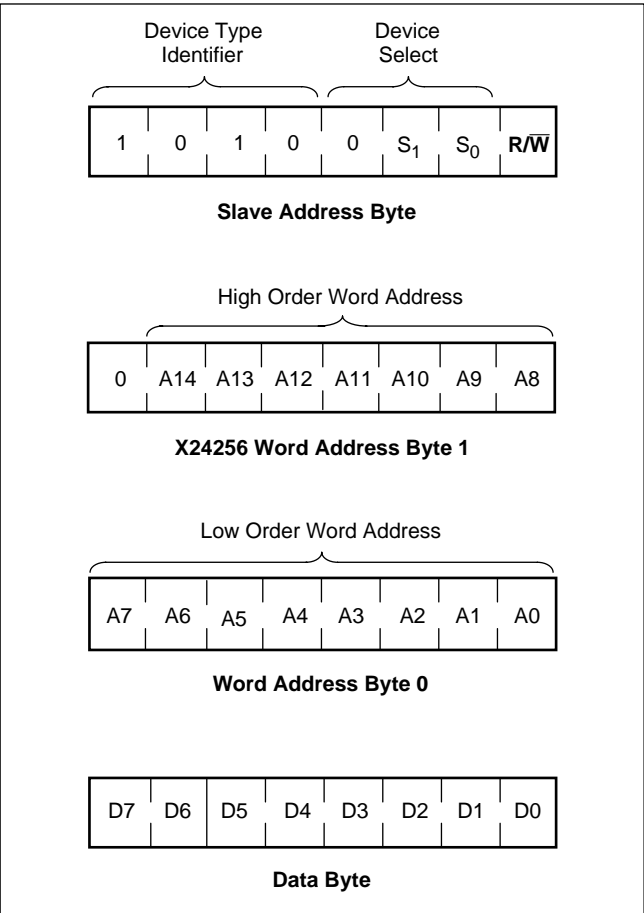 Device Type Device
Identifier Select
1 0 1 0 0 S1 S0 R/W̅
Slave Address Byte
High Order Word Address
0 A14 A13 A12 A11 A10 A9 A8
X24256 Word Address Byte 1
Low Order Word Address
A7 A6 A5 A4 A3 A2 A1 A0
Word Address Byte 0
D7 D6 D5 D4 D3 D2 D1 D0
Data Byte